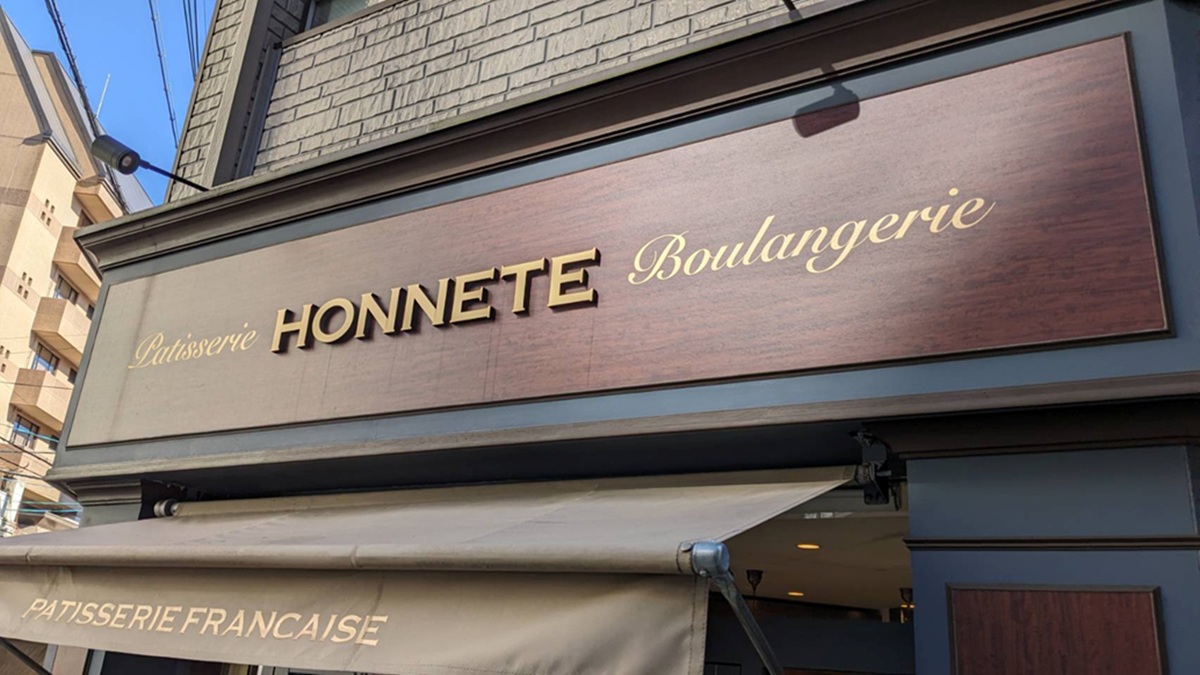 Patisserie HONNETE Boulangerie
PATISSERIE FRANCAISE